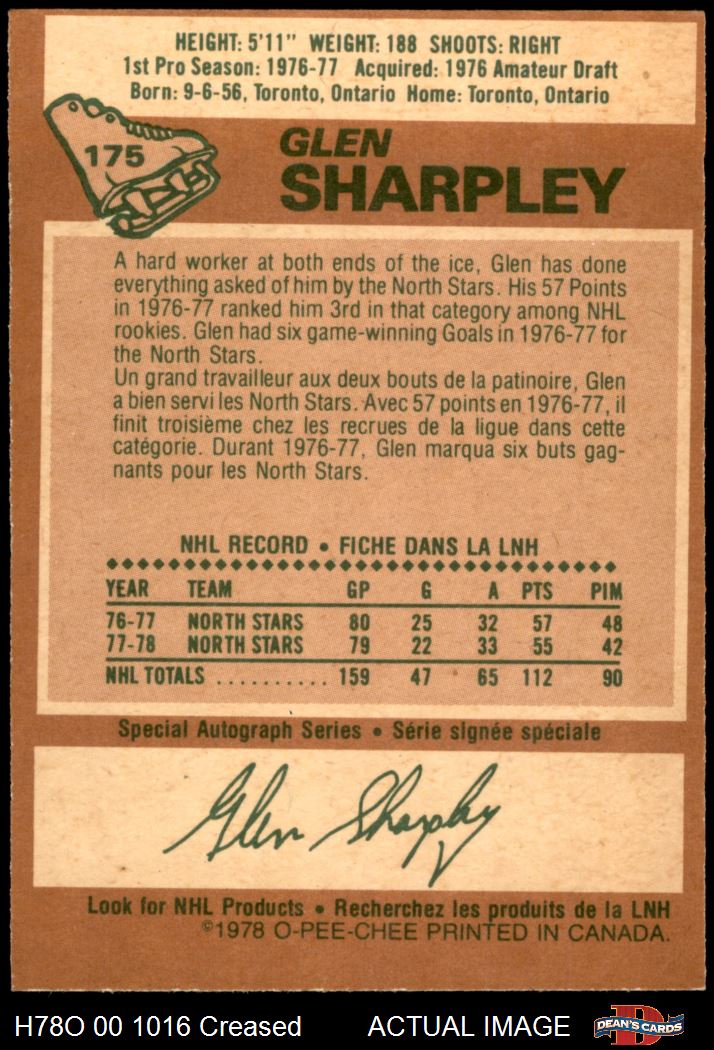 HEIGHT: 5'11" WEIGHT: 188 SHOOTS: RIGHT
1st Pro Season: 1976-77 Acquired: 1976 Amateur Draft
Born: 9-6-56, Toronto, Ontario Home: Toronto, Ontario
175
GLEN
SHARPLEY
A hard worker at both ends of the ice, Glen has done
everything asked of him by the North Stars. His 57 Points
in 1976-77 ranked him 3rd in that category among NHL
rookies. Glen had six game-winning Goals in 1976-77 for
the North Stars.
Un grand travailleur aux deux bouts de la patinoire, Glen
a bien servi les North Stars. Avec 57 points en 1976-77, il
finit troisième chez les recrues de la ligue dans cette
catégorie. Durant 1976-77, Glen marqua six buts gag-
nants pour les North Stars.
NHL RECORD • FICHE DANS LA LNH
YEAR TEAM GP G A PTS PIM
76-77 NORTH STARS 80 25 32 57 48
77-78 NORTH STARS 79 22 33 55 42
NHL TOTALS .......... 159 47 65 112 90
Special Autograph Series • Série signée spéciale
Glen Sharpley
Look for NHL Products • Recherchez les produits de la LNH
©1978 O-PEE-CHEE PRINTED IN CANADA.
H78O 00 1016 Creased ACTUAL IMAGE
D
DEAN'S CARDS